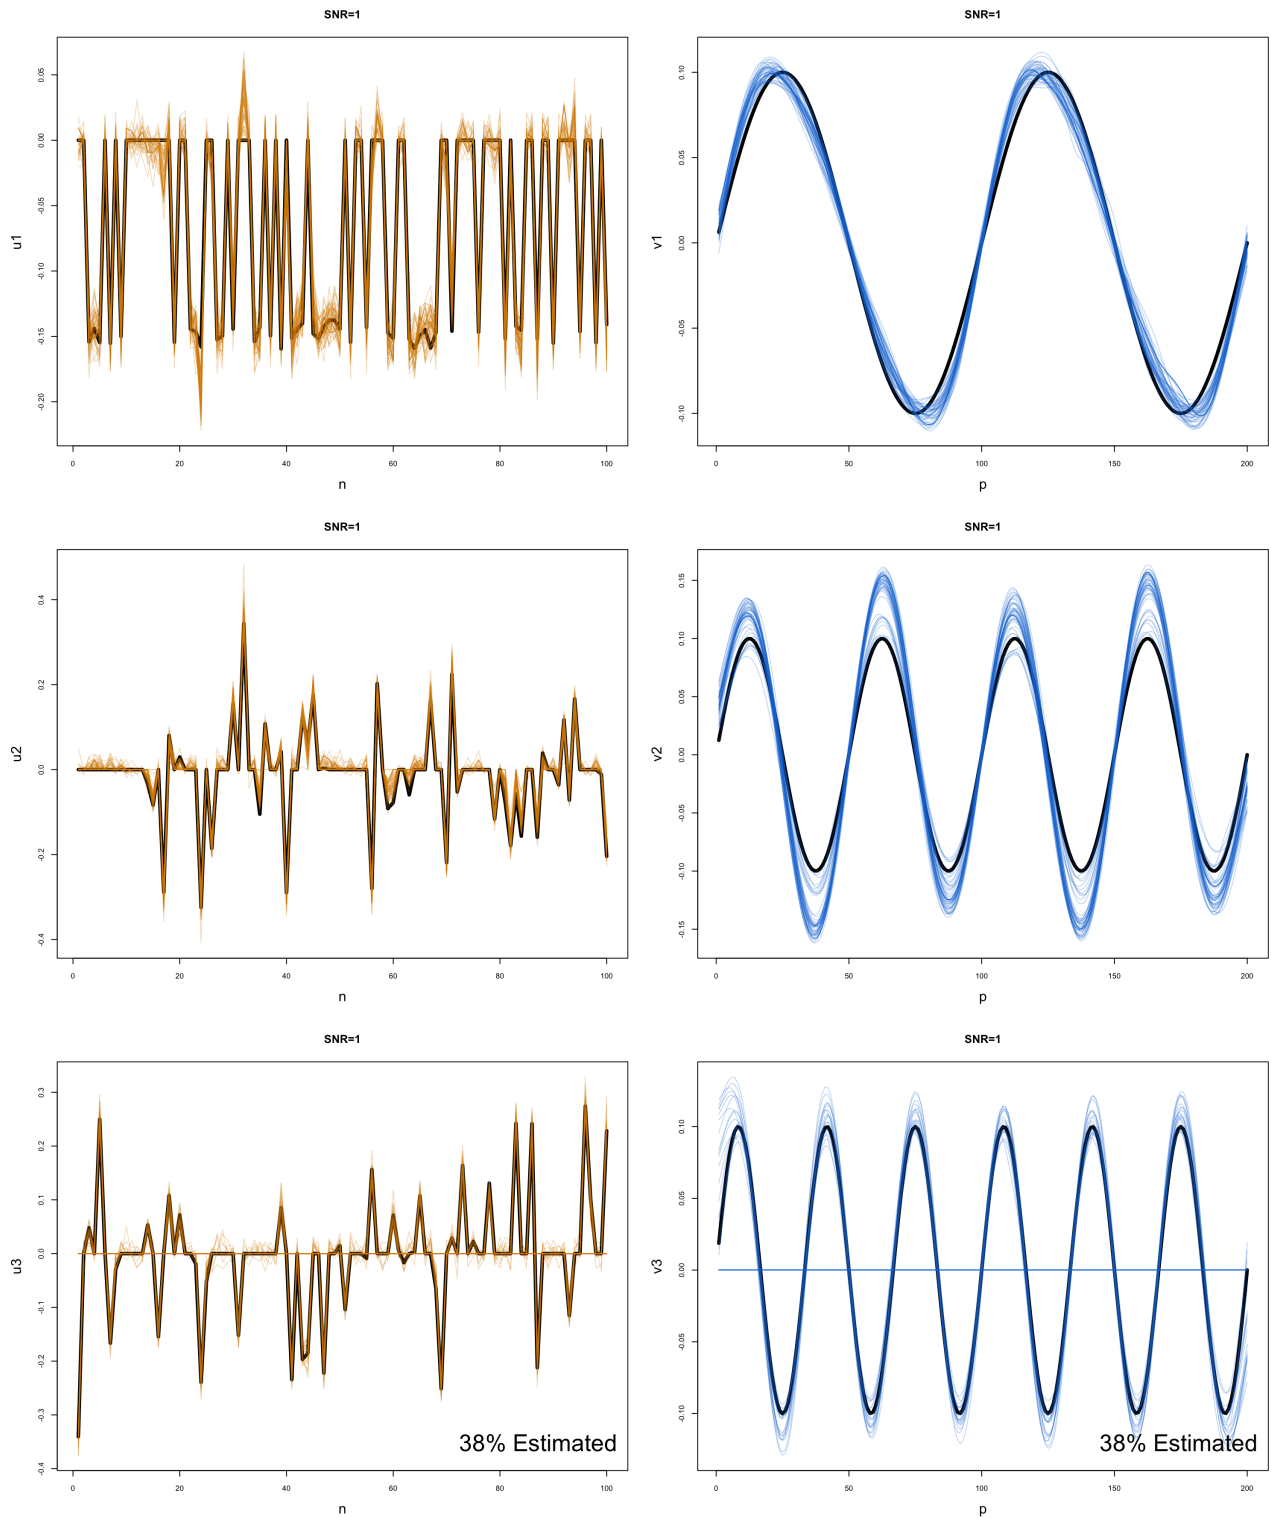 SNR=1
u1
0.05
0.00
-0.05
-0.10
-0.15
-0.20
0 20 40 60 80 100
n
SNR=1
v1
0.10
0.05
0.00
-0.05
-0.10
0 50 100 150 200
p
SNR=1
u2
0.4
0.2
0.0
-0.2
-0.4
0 20 40 60 80 100
n
SNR=1
v2
0.15
0.10
0.05
0.00
-0.05
-0.10
-0.15
0 50 100 150 200
p
SNR=1
u3
0.3
0.2
0.1
0.0
-0.1
-0.2
-0.3
-0.4
38% Estimated
0 20 40 60 80 100
n
SNR=1
v3
0.10
0.05
0.00
-0.05
-0.10
38% Estimated
0 50 100 150 200
p